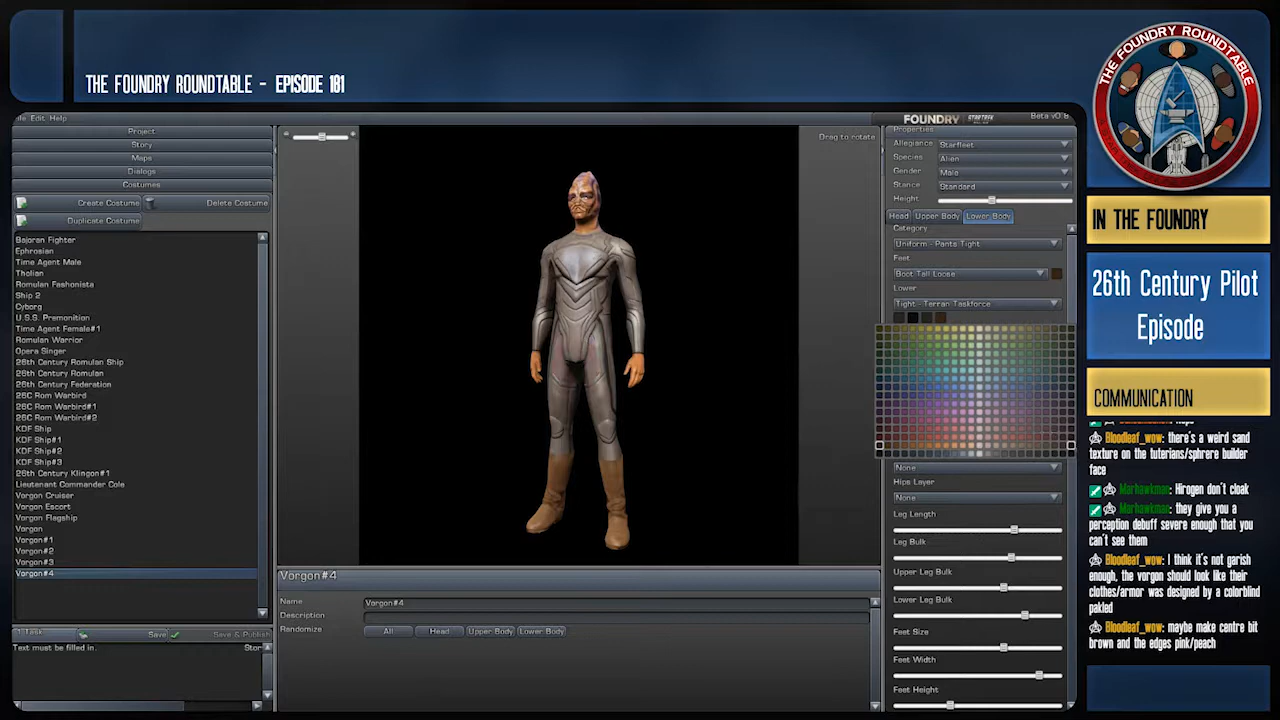 THE FOUNDRY ROUNDTABLE - EPISODE 181
THE FOUNDRY ROUNDTABLE
File Edit Help
FOUNDRY STAR TREK
Beta v0.8
Project
Story
Maps
Dialogs
Costumes
Create Costume
Delete Costume
Duplicate Costume
Bajoran Fighter
Ephrosian
Time Agent Male
Tholian
Romulan Fashionista
Ship 2
Cyborg
U.S.S. Premonition
Time Agent Female#1
Romulan Warrior
Opera Singer
26th Century Romulan Ship
26th Century Romulan
26th Century Federation
26C Rom Warbird
26C Rom Warbird#1
26C Rom Warbird#2
KDF Ship
KDF Ship#1
KDF Ship#2
KDF Ship#3
26th Century Klingon#1
Lieutenant Commander Cole
Vorgon Cruiser
Vorgon Escort
Vorgon Flagship
Vorgon
Vorgon#1
Vorgon#2
Vorgon#3
Vorgon#4
1 Task
Save
Save & Publish
Text must be filled in.
Stor
Drag to rotate
Vorgon#4
Name
Vorgon#4
Description
Randomize
All
Head
Upper Body
Lower Body
Properties
Allegiance
Starfleet
Species
Alien
Gender
Male
Stance
Standard
Height
Head
Upper Body
Lower Body
Category
Uniform - Pants Tight
Feet
Boot Tall Loose
Lower
Tight - Terran Taskforce
None
Hips Layer
None
Leg Length
Leg Bulk
Upper Leg Bulk
Lower Leg Bulk
Feet Size
Feet Width
Feet Height
IN THE FOUNDRY
26th Century Pilot
Episode
COMMUNICATION
Bloodleaf_wow: there's a weird sand
texture on the tuterians/sphrere builder
face
Marhawkman: Hirogen don't cloak
Marhawkman: they give you a
perception debuff severe enough that you
can't see them
Bloodleaf_wow: I think it's not garish
enough, the vorgon should look like their
clothes/armor was designed by a colorblind
pakled
Bloodleaf_wow: maybe make centre bit
brown and the edges pink/peach